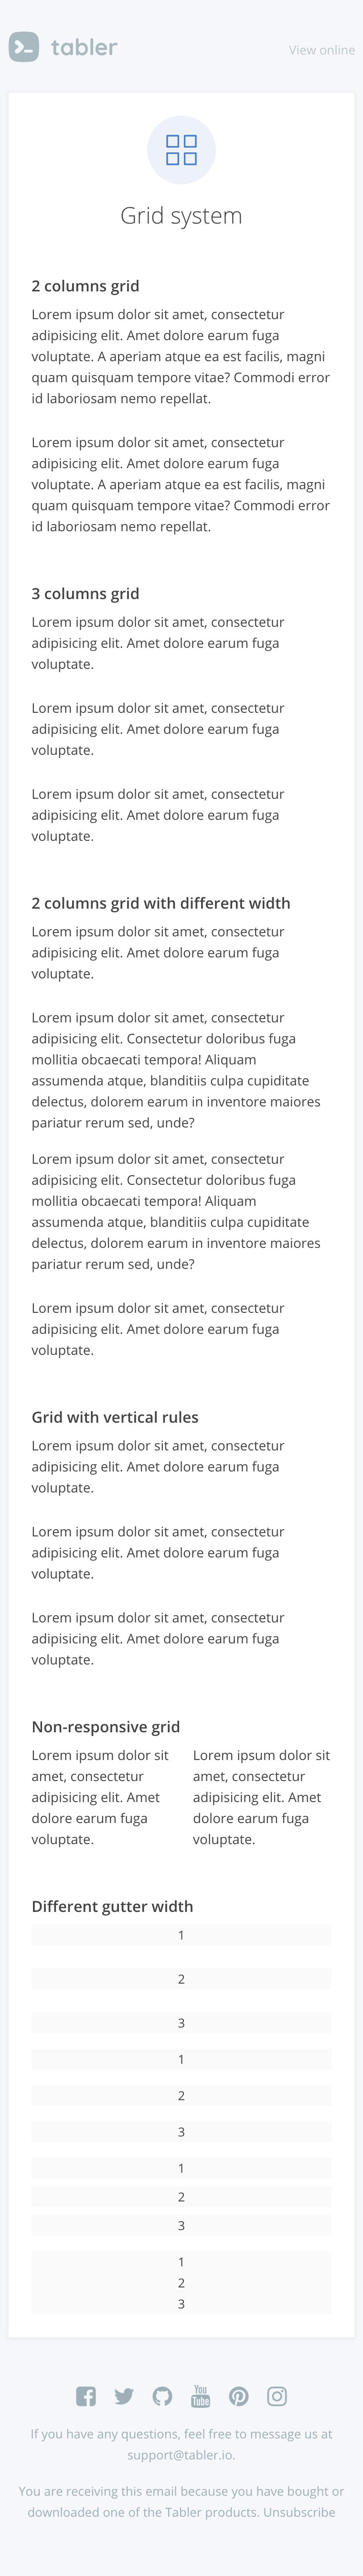 tabler
View online
Grid system
2 columns grid
Lorem ipsum dolor sit amet, consectetur
adipisicing elit. Amet dolore earum fuga
voluptate. A aperiam atque ea est facilis, magni
quam quisquam tempore vitae? Commodi error
id laboriosam nemo repellat.
Lorem ipsum dolor sit amet, consectetur
adipisicing elit. Amet dolore earum fuga
voluptate. A aperiam atque ea est facilis, magni
quam quisquam tempore vitae? Commodi error
id laboriosam nemo repellat.
3 columns grid
Lorem ipsum dolor sit amet, consectetur
adipisicing elit. Amet dolore earum fuga
voluptate.
Lorem ipsum dolor sit amet, consectetur
adipisicing elit. Amet dolore earum fuga
voluptate.
Lorem ipsum dolor sit amet, consectetur
adipisicing elit. Amet dolore earum fuga
voluptate.
2 columns grid with different width
Lorem ipsum dolor sit amet, consectetur
adipisicing elit. Amet dolore earum fuga
voluptate.
Lorem ipsum dolor sit amet, consectetur
adipisicing elit. Consectetur doloribus fuga
mollitia obcaecati tempora! Aliquam
assumenda atque, blanditiis culpa cupiditate
delectus, dolorem earum in inventore maiores
pariatur rerum sed, unde?
Lorem ipsum dolor sit amet, consectetur
adipisicing elit. Consectetur doloribus fuga
mollitia obcaecati tempora! Aliquam
assumenda atque, blanditiis culpa cupiditate
delectus, dolorem earum in inventore maiores
pariatur rerum sed, unde?
Lorem ipsum dolor sit amet, consectetur
adipisicing elit. Amet dolore earum fuga
voluptate.
Grid with vertical rules
Lorem ipsum dolor sit amet, consectetur
adipisicing elit. Amet dolore earum fuga
voluptate.
Lorem ipsum dolor sit amet, consectetur
adipisicing elit. Amet dolore earum fuga
voluptate.
Lorem ipsum dolor sit amet, consectetur
adipisicing elit. Amet dolore earum fuga
voluptate.
Non-responsive grid
Lorem ipsum dolor sit
amet, consectetur
adipisicing elit. Amet
dolore earum fuga
voluptate.
Lorem ipsum dolor sit
amet, consectetur
adipisicing elit. Amet
dolore earum fuga
voluptate.
Different gutter width
1
2
3
1
2
3
1
2
3
1
2
3
You
Tube
If you have any questions, feel free to message us at
support@tabler.io.
You are receiving this email because you have bought or
downloaded one of the Tabler products. Unsubscribe